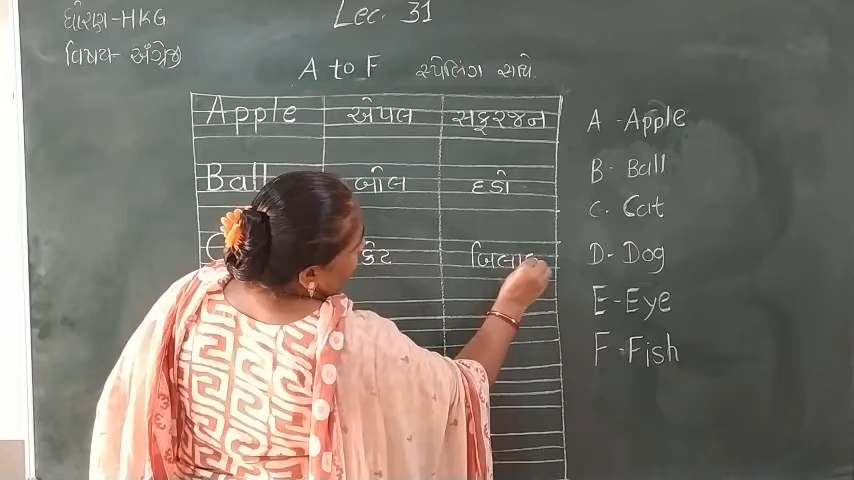 ધોરણ-HKG
વિષય- અંગ્રેજી
Lec. 31
A to F સ્પેલિંગ સાથે.
Apple એપલ સફરજન
Ball બોલ દડો
C કેટ બિલા
A - Apple
B - Ball
C. Cat
D - Dog
E - Eye
F - Fish